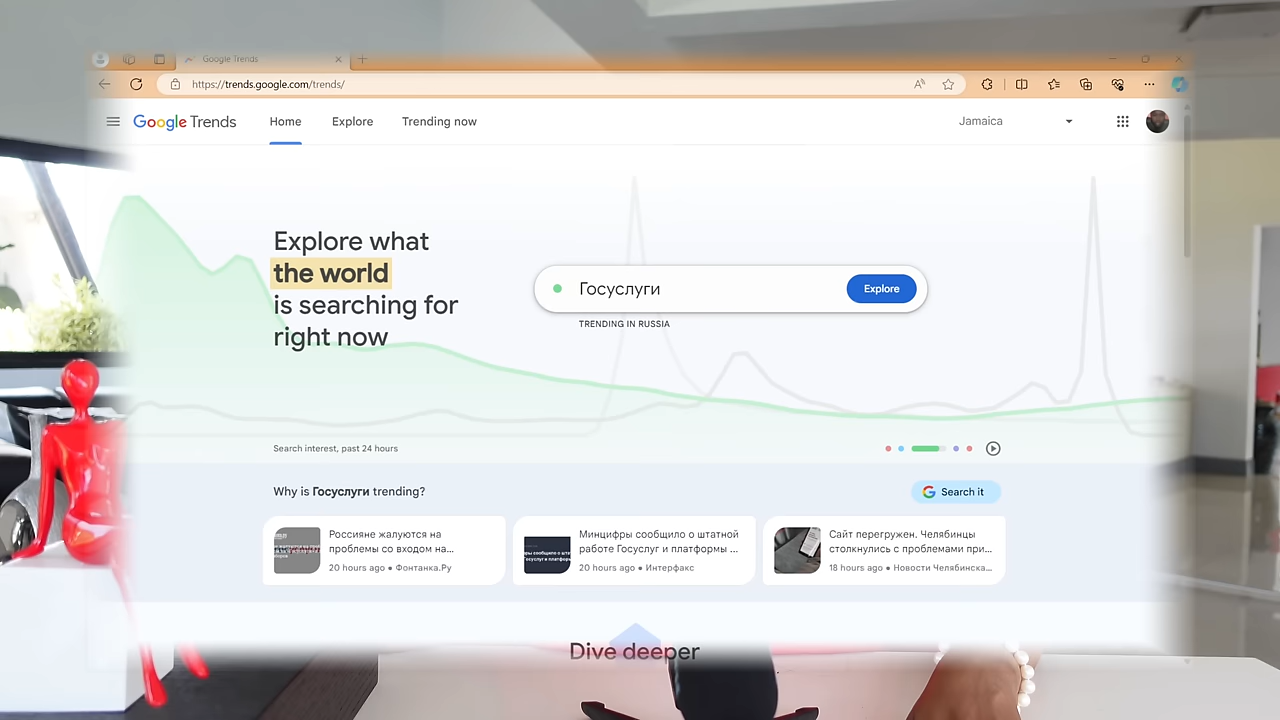 Google Trends
https://trends.google.com/trends/
Google Trends
Home
Explore
Trending now
Jamaica
Explore what
the world
is searching for
right now
Госуслуги
Explore
TRENDING IN RUSSIA
Search interest, past 24 hours
Why is Госуслуги trending?
Search it
Россияне жалуются на
проблемы со входом на...
20 hours ago • Фонтанка.Ру
Минцифры сообщило о штатной
работе Госуслуг и платформы ...
20 hours ago • Интерфакс
Сайт перегружен. Челябинцы
столкнулись с проблемами при...
18 hours ago • Новости Челябинска...
Dive deeper